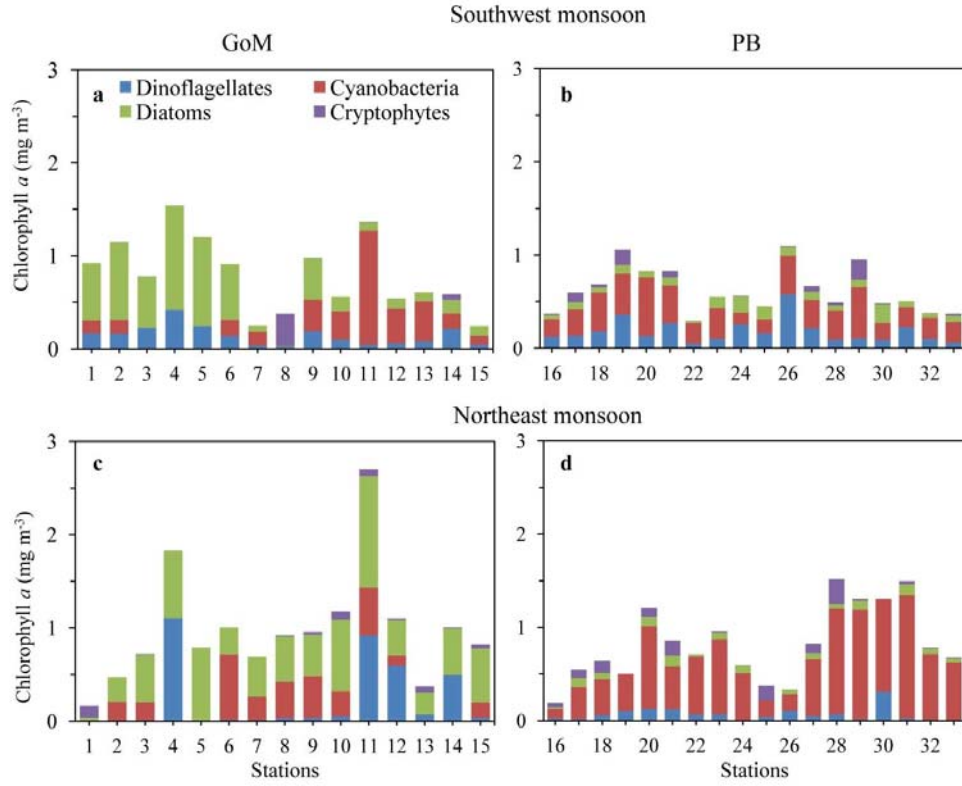 Southwest monsoon
GoM
PB
3
2
1
0
Chlorophyll a (mg m-3)
a
Dinoflagellates
Cyanobacteria
Diatoms
Cryptophytes
1 2 3 4 5 6 7 8 9 10 11 12 13 14 15
3
2
1
0
b
16 18 20 22 24 26 28 30 32
Northeast monsoon
3
2
1
0
Chlorophyll a (mg m-3)
c
1 2 3 4 5 6 7 8 9 10 11 12 13 14 15
Stations
3
2
1
0
d
16 18 20 22 24 26 28 30 32
Stations